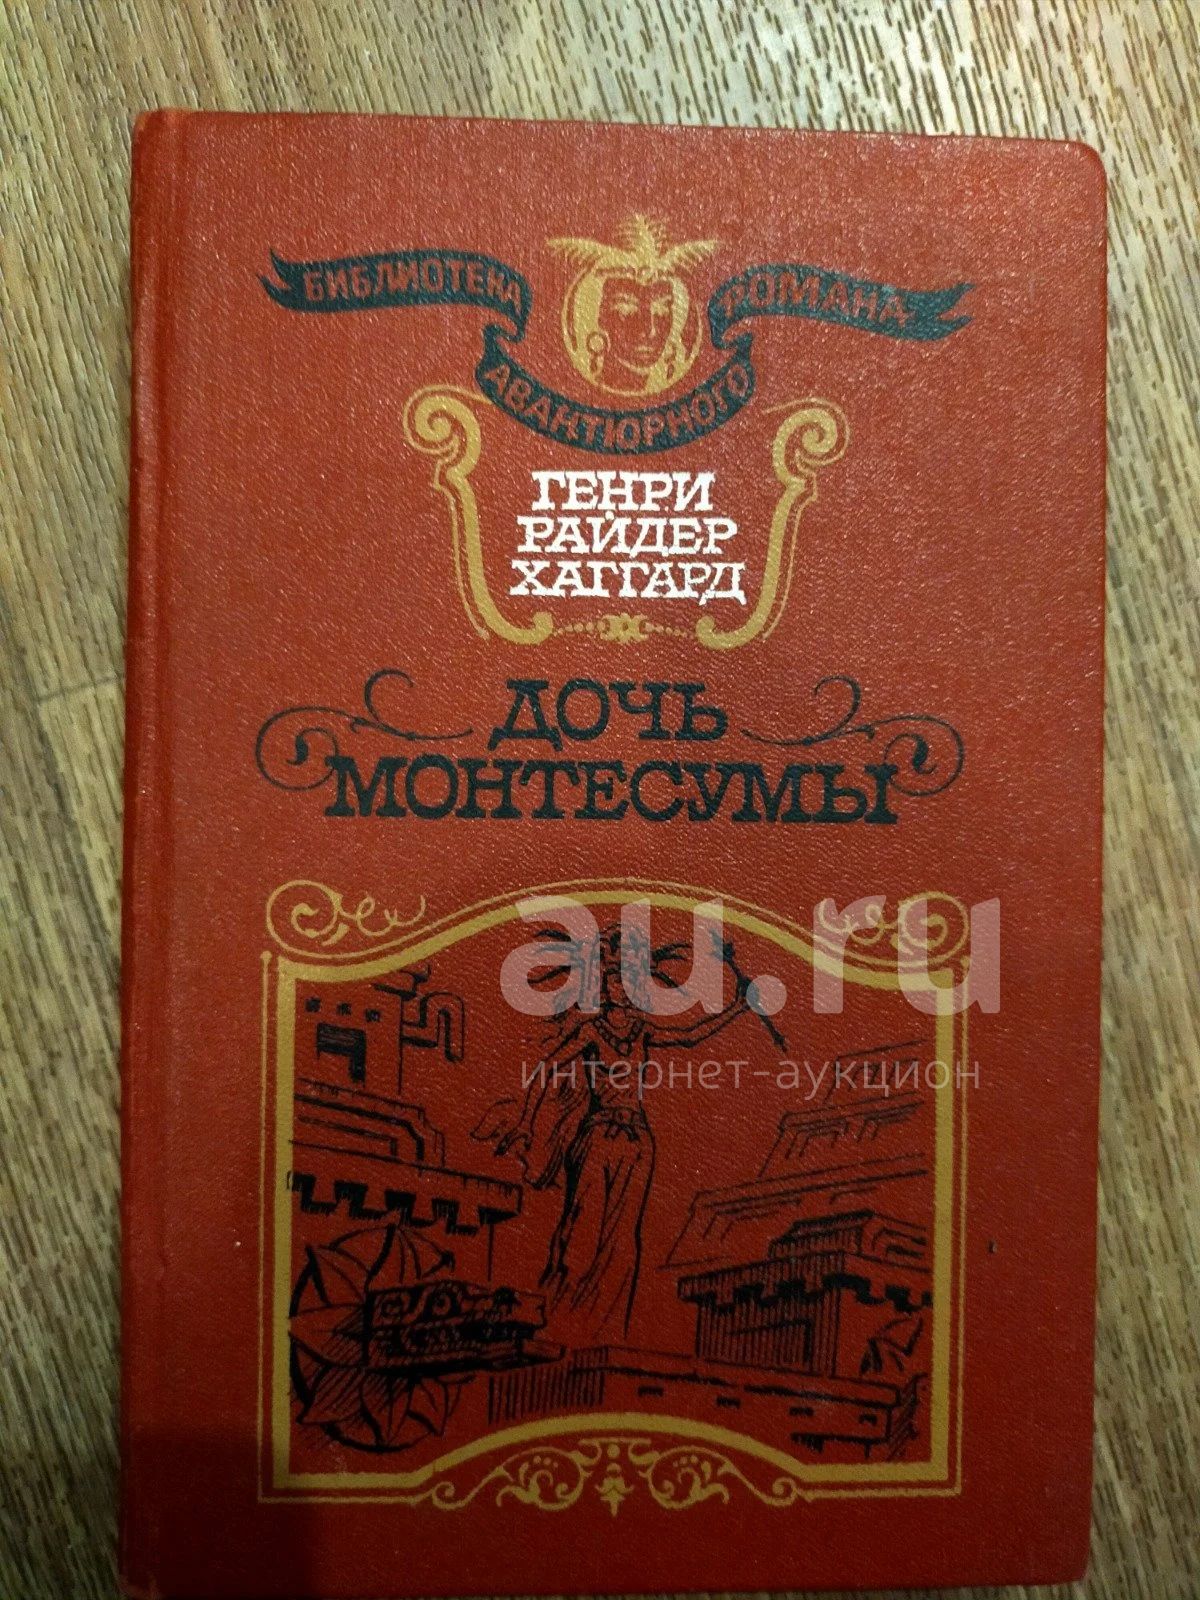 БИБЛИОТЕКА
АВАНТЮРНОГО
РОМАНА
ГЕНРИ
РАЙДЕР
ХАГГАРД
ДОЧЬ
МОНТЕСУМЫ
au.ru
интернет-аукцион